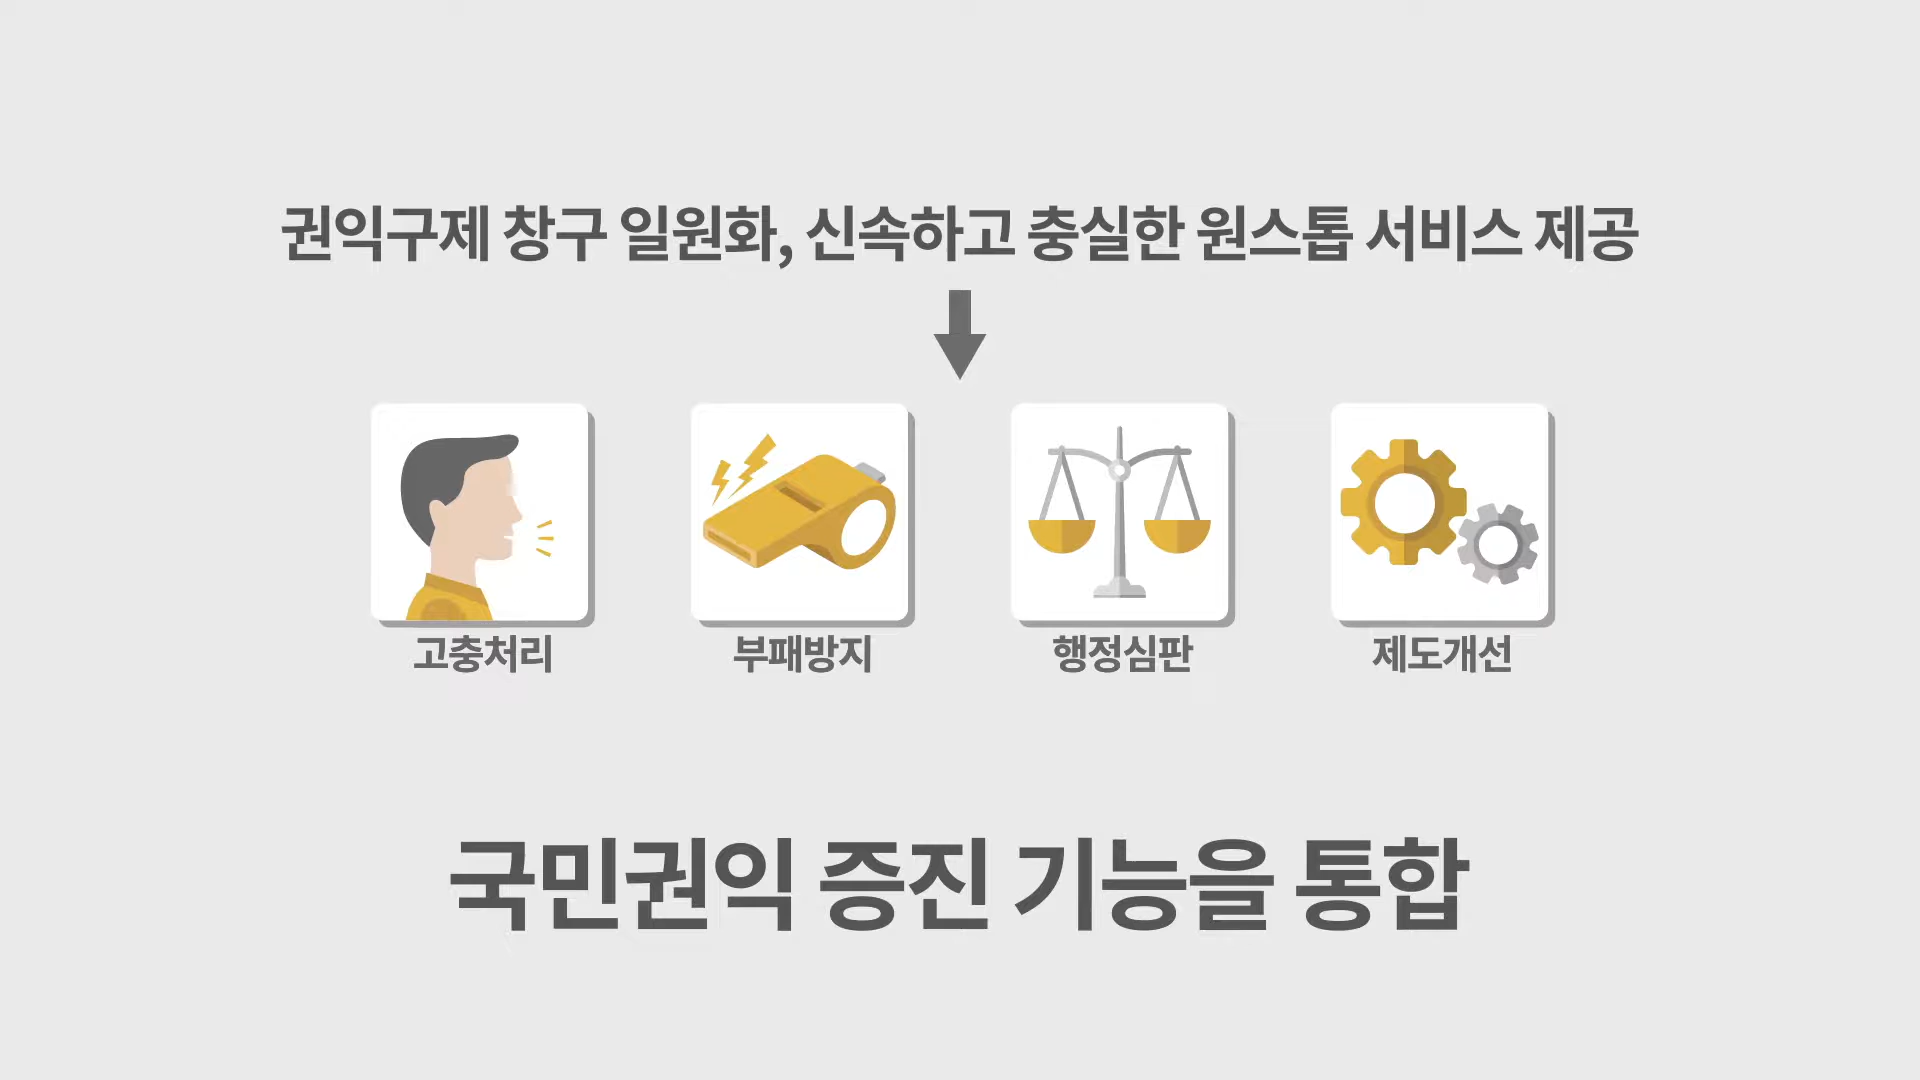 권익구제 창구 일원화, 신속하고 충실한 원스톱 서비스 제공
고충처리
부패방지
행정심판
제도개선
국민권익 증진 기능을 통합